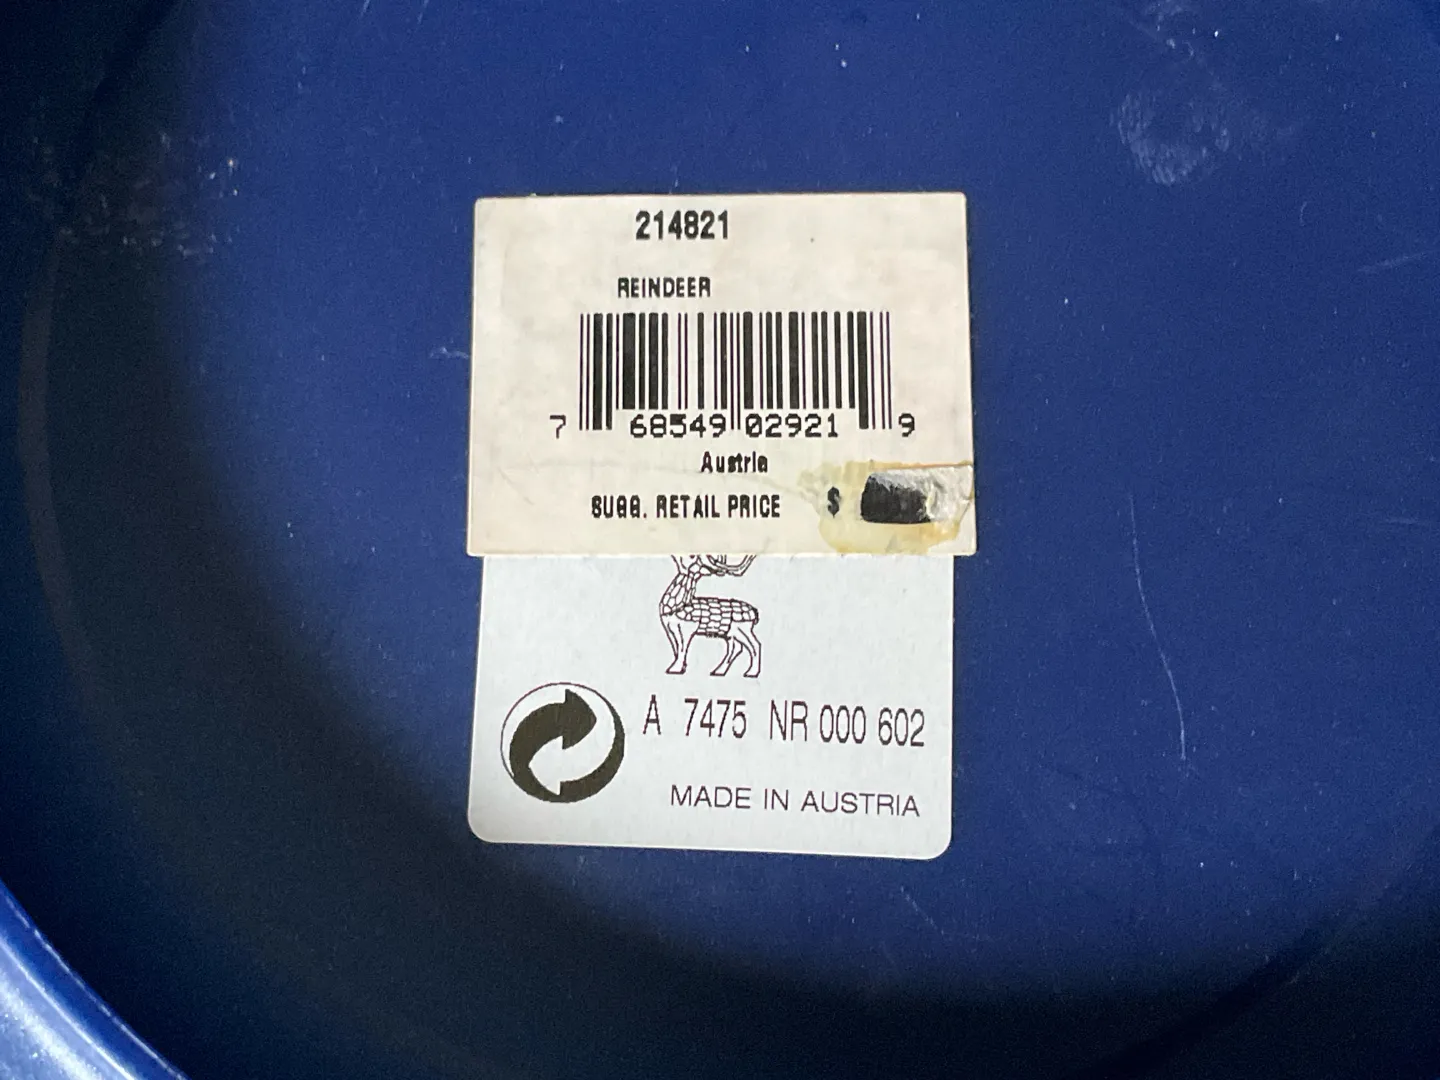 214821
REINDEER
7 68549 02921 9
Austria
SUGG. RETAIL PRICE $
A 7475 NR 000 602
MADE IN AUSTRIA